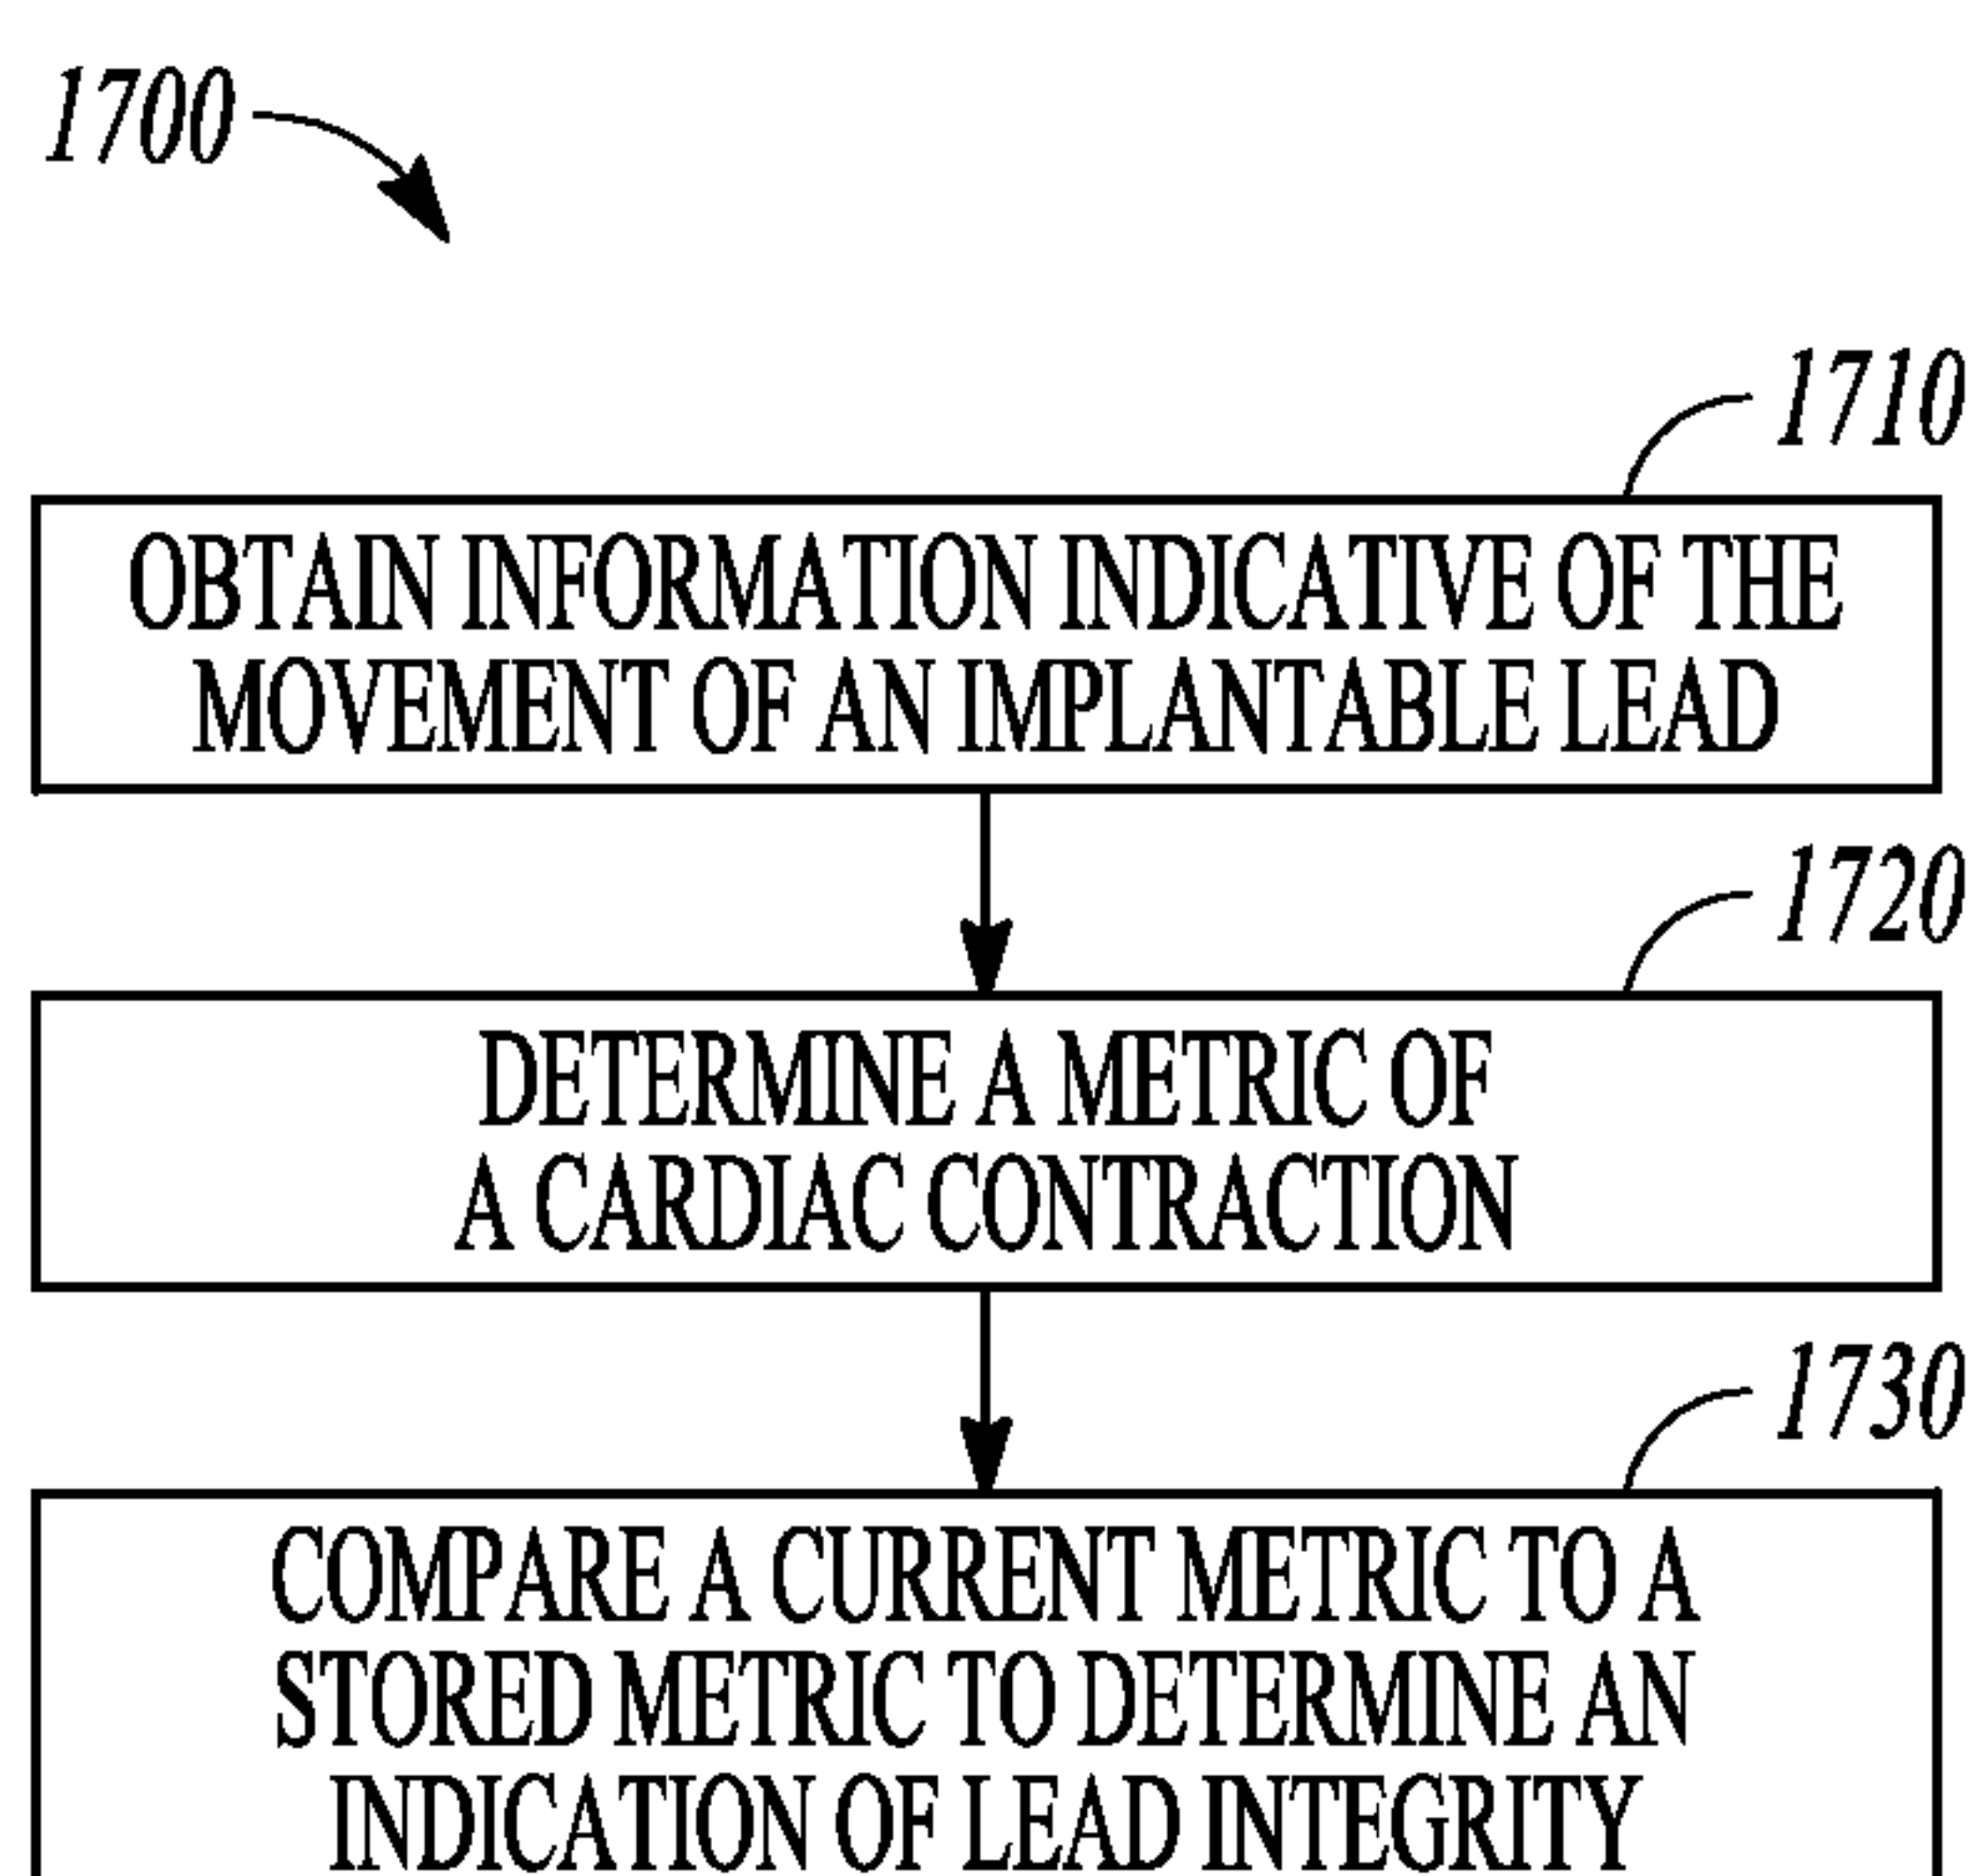 1700
1710
OBTAIN INFORMATION INDICATIVE OF THE
MOVEMENT OF AN IMPLANTABLE LEAD
1720
DETERMINE A METRIC OF
A CARDIAC CONTRACTION
1730
COMPARE A CURRENT METRIC TO A
STORED METRIC TO DETERMINE AN
INDICATION OF LEAD INTEGRITY